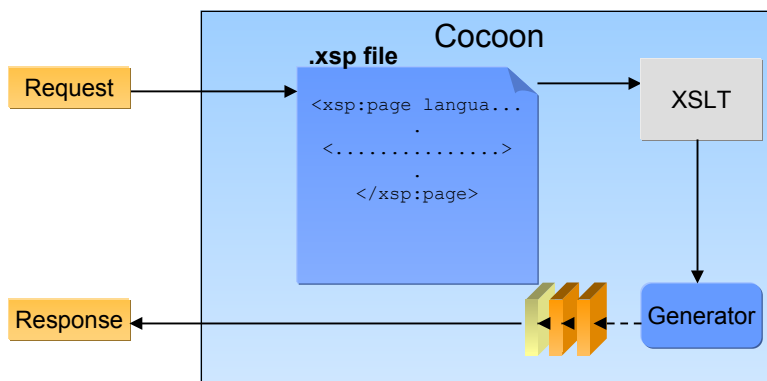 Cocoon
.xsp file
Request
<xsp:page langua...
.
<...............>
.
</xsp:page>
XSLT
Response
Generator